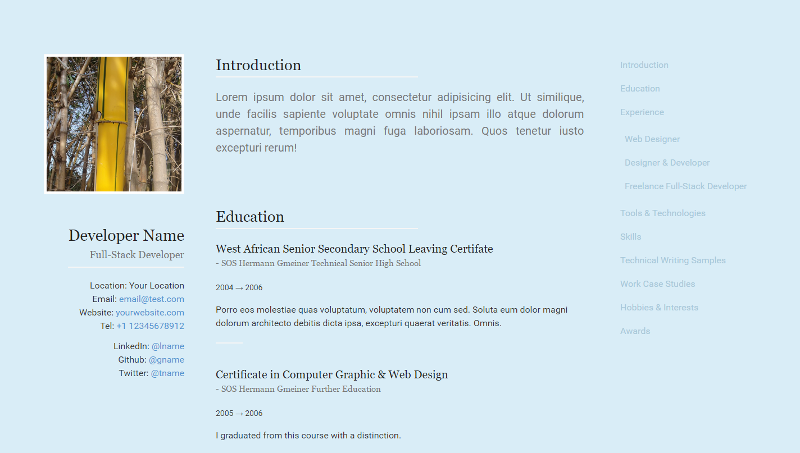 Developer Name
Full-Stack Developer
Location: Your Location
Email: email@test.com
Website: yourwebsite.com
Tel: +1 12345678912
LinkedIn: @lname
Github: @gname
Twitter: @tname
Introduction
Lorem ipsum dolor sit amet, consectetur adipisicing elit. Ut similique,
unde facilis sapiente voluptate omnis nihil ipsam illo atque dolorum
aspernatur, temporibus magni fuga laboriosam. Quos tenetur iusto
excepturi rerum!
Education
West African Senior Secondary School Leaving Certifate
- SOS Hermann Gmeiner Technical Senior High School
2004 → 2006
Porro eos molestiae quas voluptatum, voluptatem non cum sed. Soluta eum dolor magni
dolorum architecto debitis dicta ipsa, excepturi quaerat veritatis. Omnis.
Certificate in Computer Graphic & Web Design
- SOS Hermann Gmeiner Further Education
2005 → 2006
I graduated from this course with a distinction.
Introduction
Education
Experience
Web Designer
Designer & Developer
Freelance Full-Stack Developer
Tools & Technologies
Skills
Technical Writing Samples
Work Case Studies
Hobbies & Interests
Awards